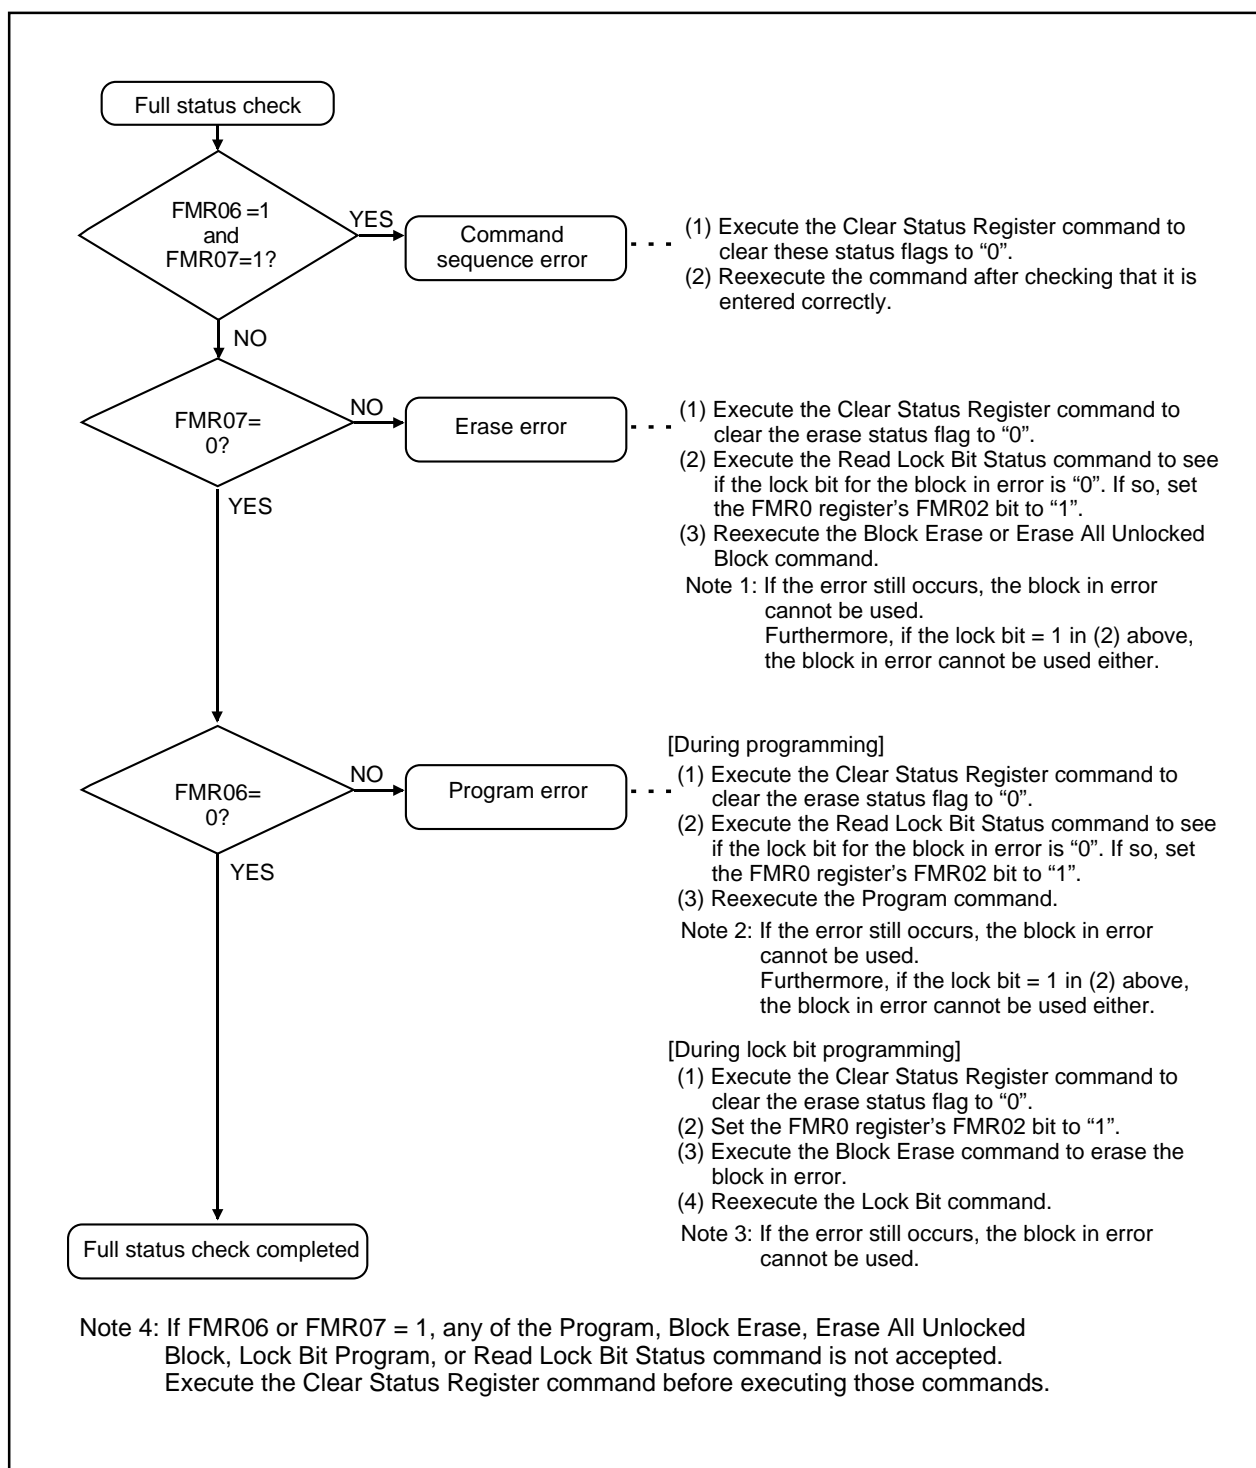 Full status check
FMR06 =1
and
FMR07=1?
YES
Command
sequence error
(1) Execute the Clear Status Register command to
clear these status flags to “0”.
(2) Reexecute the command after checking that it is
entered correctly.
NO
FMR07=
0?
NO
Erase error
(1) Execute the Clear Status Register command to
clear the erase status flag to “0”.
(2) Execute the Read Lock Bit Status command to see
if the lock bit for the block in error is “0”. If so, set
the FMR0 register’s FMR02 bit to “1”.
(3) Reexecute the Block Erase or Erase All Unlocked
Block command.
Note 1: If the error still occurs, the block in error
cannot be used.
Furthermore, if the lock bit = 1 in (2) above,
the block in error cannot be used either.
YES
FMR06=
0?
NO
Program error
[During programming]
(1) Execute the Clear Status Register command to
clear the erase status flag to “0”.
(2) Execute the Read Lock Bit Status command to see
if the lock bit for the block in error is “0”. If so, set
the FMR0 register’s FMR02 bit to “1”.
(3) Reexecute the Program command.
Note 2: If the error still occurs, the block in error
cannot be used.
Furthermore, if the lock bit = 1 in (2) above,
the block in error cannot be used either.
[During lock bit programming]
(1) Execute the Clear Status Register command to
clear the erase status flag to “0”.
(2) Set the FMR0 register’s FMR02 bit to “1”.
(3) Execute the Block Erase command to erase the
block in error.
(4) Reexecute the Lock Bit command.
Note 3: If the error still occurs, the block in error
cannot be used.
YES
Full status check completed
Note 4: If FMR06 or FMR07 = 1, any of the Program, Block Erase, Erase All Unlocked
Block, Lock Bit Program, or Read Lock Bit Status command is not accepted.
Execute the Clear Status Register command before executing those commands.